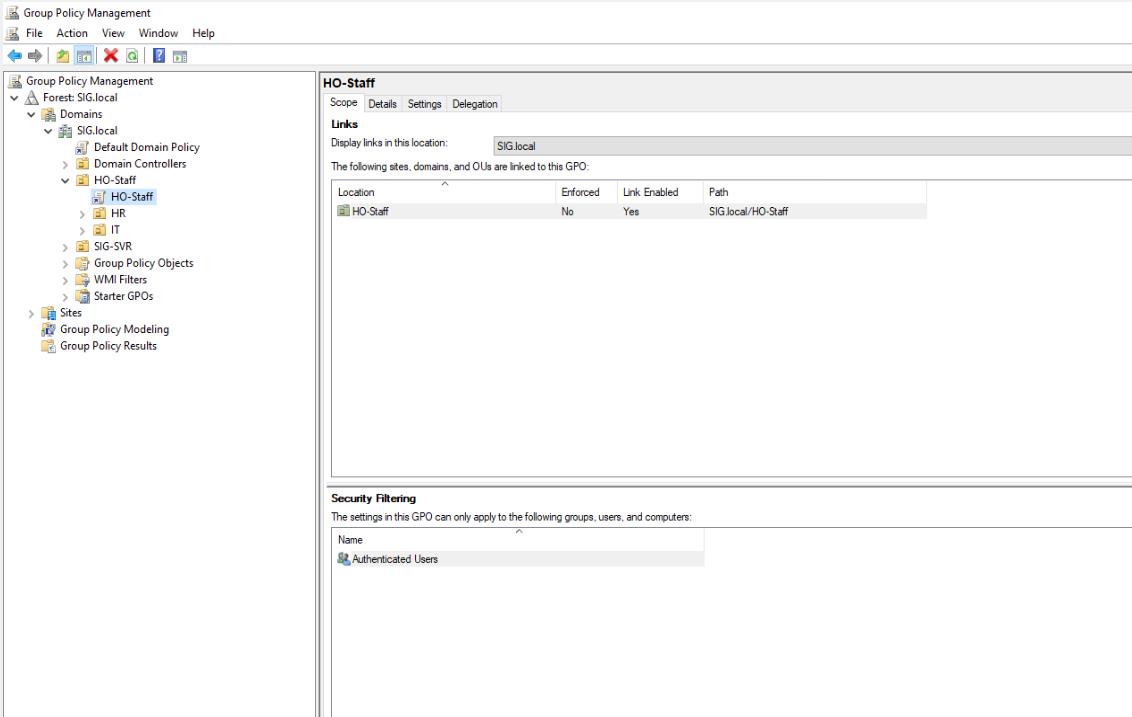 Group Policy Management
File Action View Window Help
Group Policy Management
Forest: SIG.local
Domains
SIG.local
Default Domain Policy
Domain Controllers
HO-Staff
HO-Staff
HR
IT
SIG-SVR
Group Policy Objects
WMI Filters
Starter GPOs
Sites
Group Policy Modeling
Group Policy Results
HO-Staff
Scope Details Settings Delegation
Links
Display links in this location: SIG.local
The following sites, domains, and OUs are linked to this GPO:
Location Enforced Link Enabled Path
HO-Staff No Yes SIG.local/HO-Staff
Security Filtering
The settings in this GPO can only apply to the following groups, users, and computers:
Name
Authenticated Users